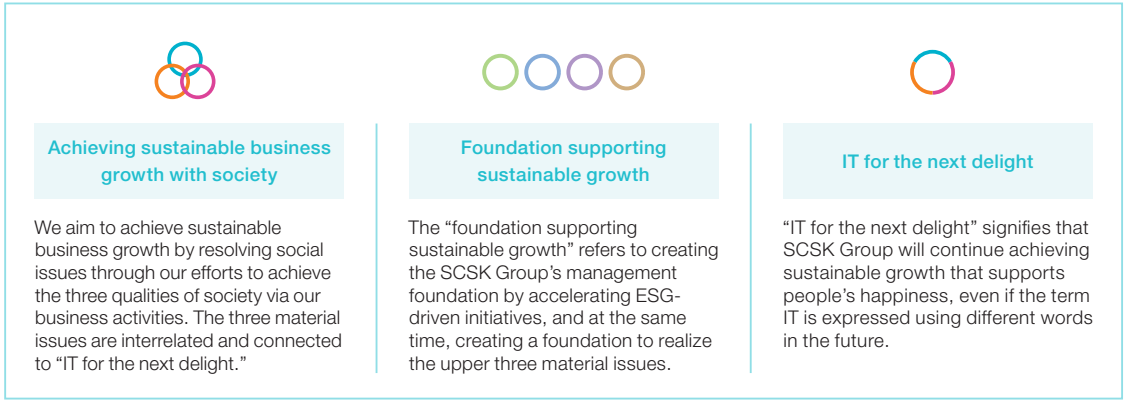 Achieving sustainable business
growth with society
We aim to achieve sustainable
business growth by resolving social
issues through our efforts to achieve
the three qualities of society via our
business activities. The three material
issues are interrelated and connected
to “IT for the next delight.”
Foundation supporting
sustainable growth
The “foundation supporting
sustainable growth” refers to creating
the SCSK Group’s management
foundation by accelerating ESG-
driven initiatives, and at the same
time, creating a foundation to realize
the upper three material issues.
IT for the next delight
“IT for the next delight” signifies that
SCSK Group will continue achieving
sustainable growth that supports
people’s happiness, even if the term
IT is expressed using different words
in the future.